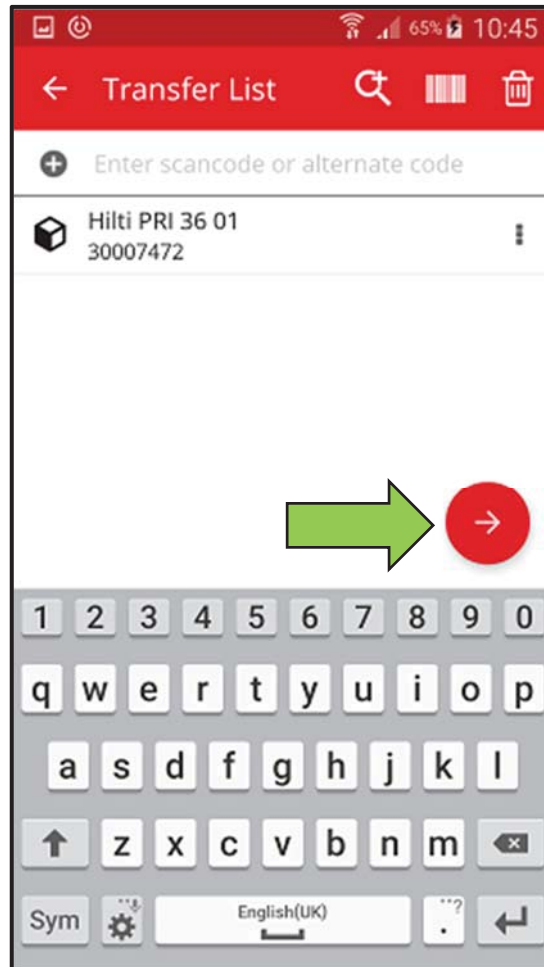 65% 10:45
Transfer List
Enter scancode or alternate code
Hilti PRI 36 01
30007472
1 2 3 4 5 6 7 8 9 0
q w e r t y u i o p
a s d f g h j k l
z x c v b n m
Sym English(UK) . ...?